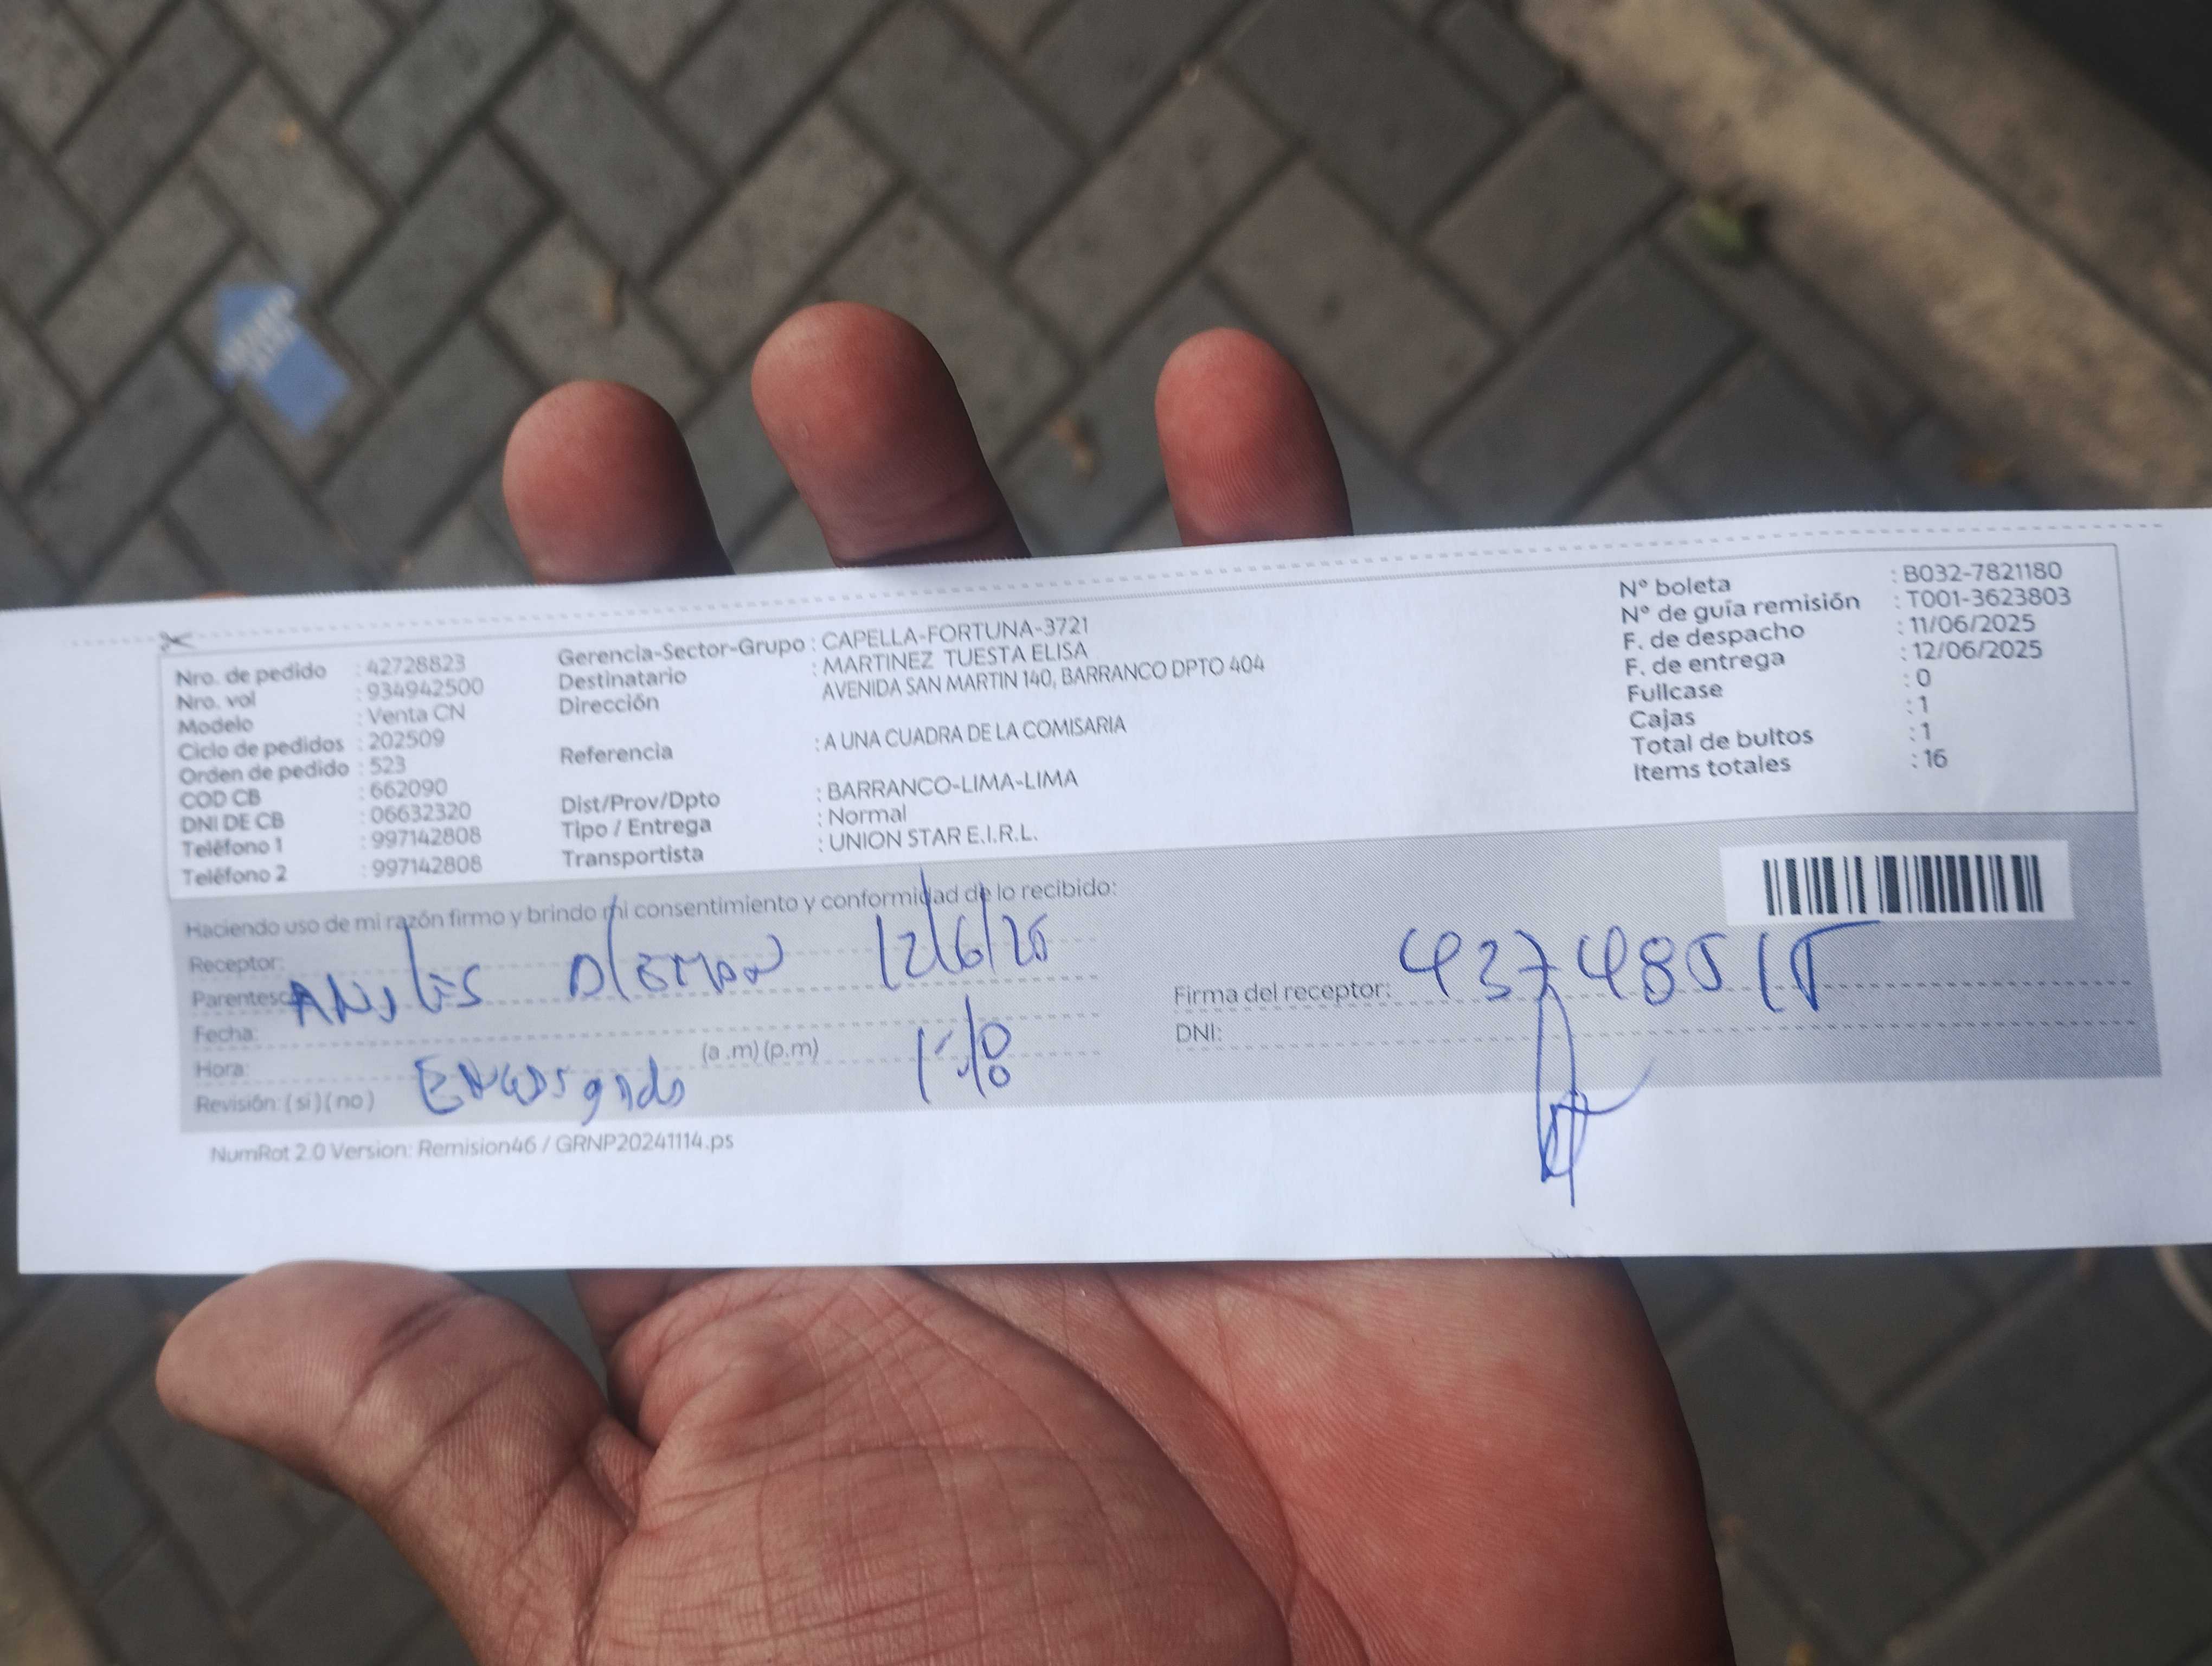 Nro. de pedido : 42728823
Nro. vol : 934942500
Modelo : Venta CN
Ciclo de pedidos : 202509
Orden de pedido : 523
COD CB : 662090
DNI DE CB : 06632320
Teléfono 1 : 997142808
Teléfono 2 : 997142808
Gerencia-Sector-Grupo : CAPELLA-FORTUNA-3721
Destinatario : MARTINEZ TUESTA ELISA
Dirección AVENIDA SAN MARTIN 140, BARRANCO DPTO 404
Referencia : A UNA CUADRA DE LA COMISARIA
Dist/Prov/Dpto : BARRANCO-LIMA-LIMA
Tipo / Entrega : Normal
Transportista : UNION STAR E.I.R.L.
N° boleta : B032-7821180
N° de guía remisión : T001-3623803
F. de despacho : 11/06/2025
F. de entrega : 12/06/2025
Fullcase : 0
Cajas : 1
Total de bultos : 1
Items totales : 16
Haciendo uso de mi razón firmo y brindo mi consentimiento y conformidad de lo recibido:
Receptor:
12/6/25
Parentesco
Fecha:
Hora: (a .m) (p.m)
Revisión: ( si ) ( no ) Encargado
Firma del receptor: 43748515
DNI:
NumRot 2.0 Version: Remision46 / GRNP20241114.ps